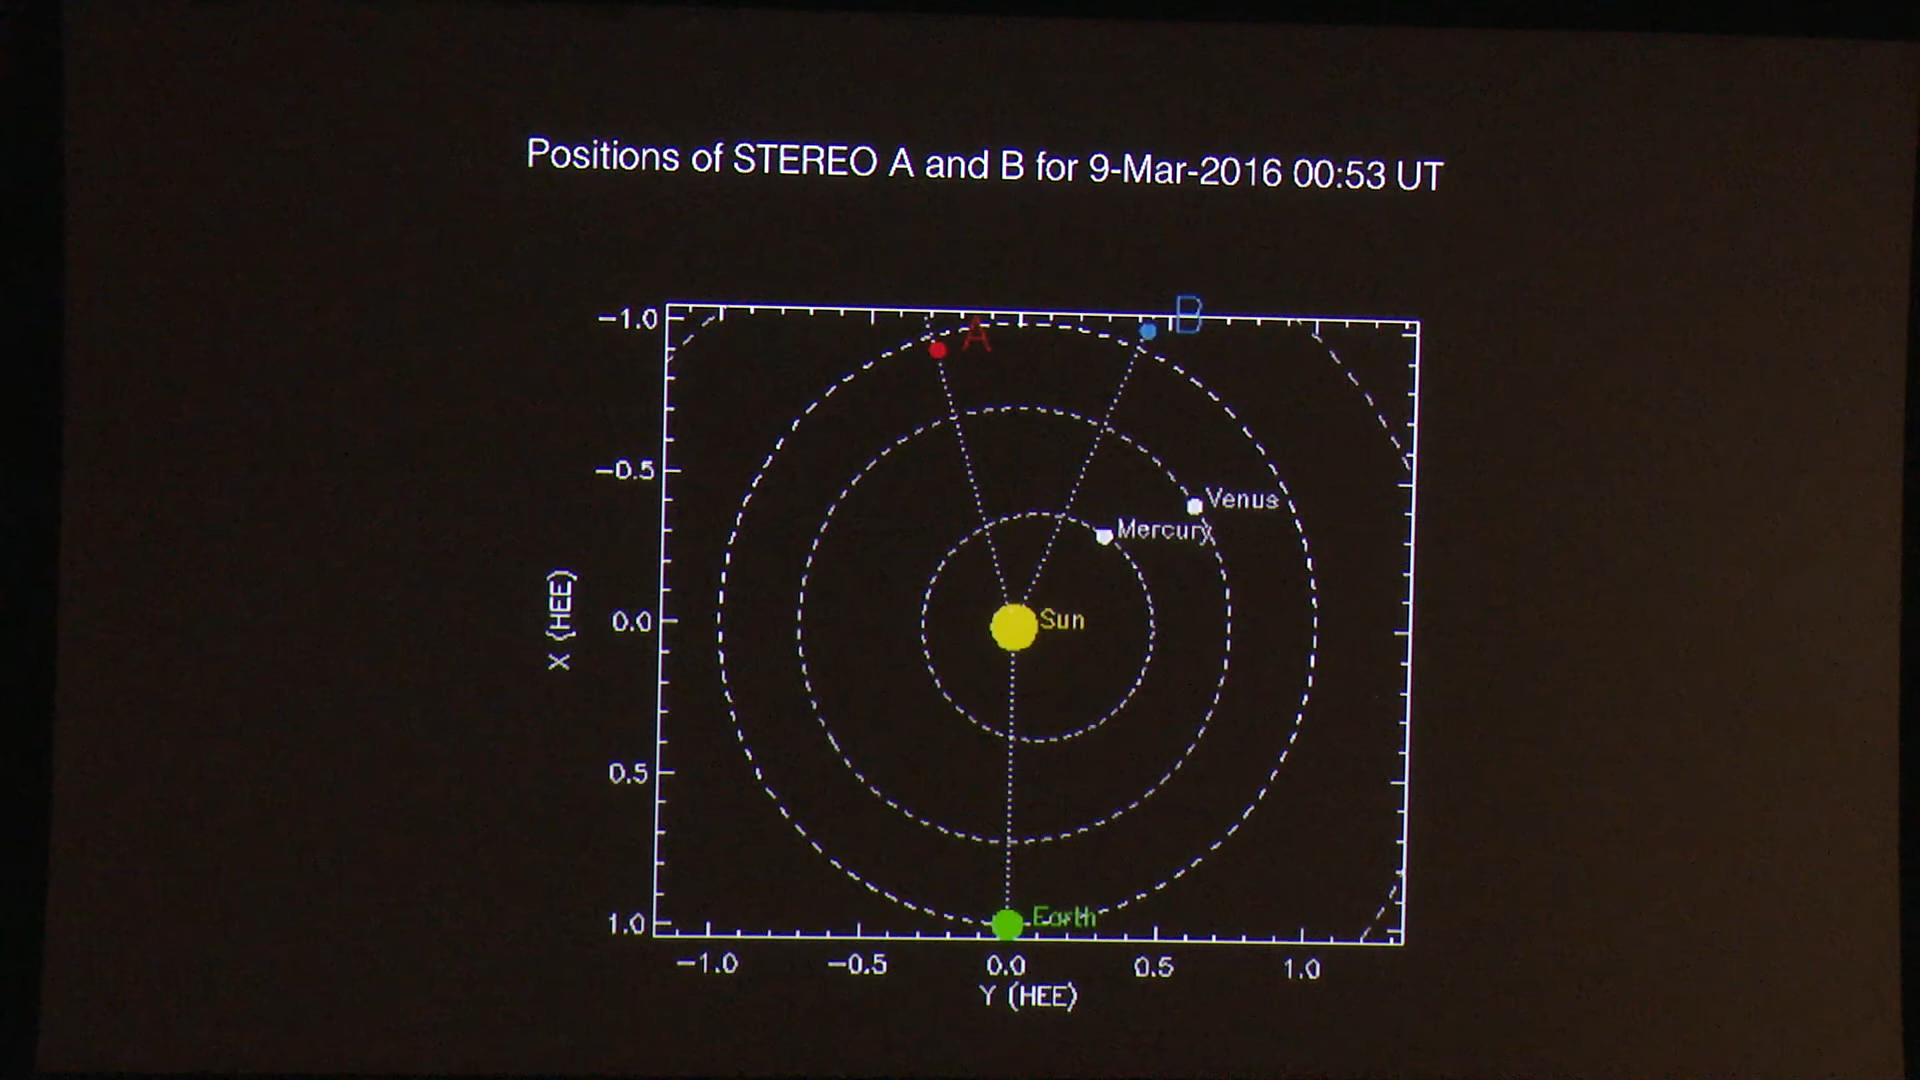 Positions of STEREO A and B for 9-Mar-2016 00:53 UT
B
A
−1.0
−0.5
0.0
0.5
1.0
X (HEE)
Venus
Mercury
Sun
Earth
−1.0 −0.5 0.0 0.5 1.0
Y (HEE)